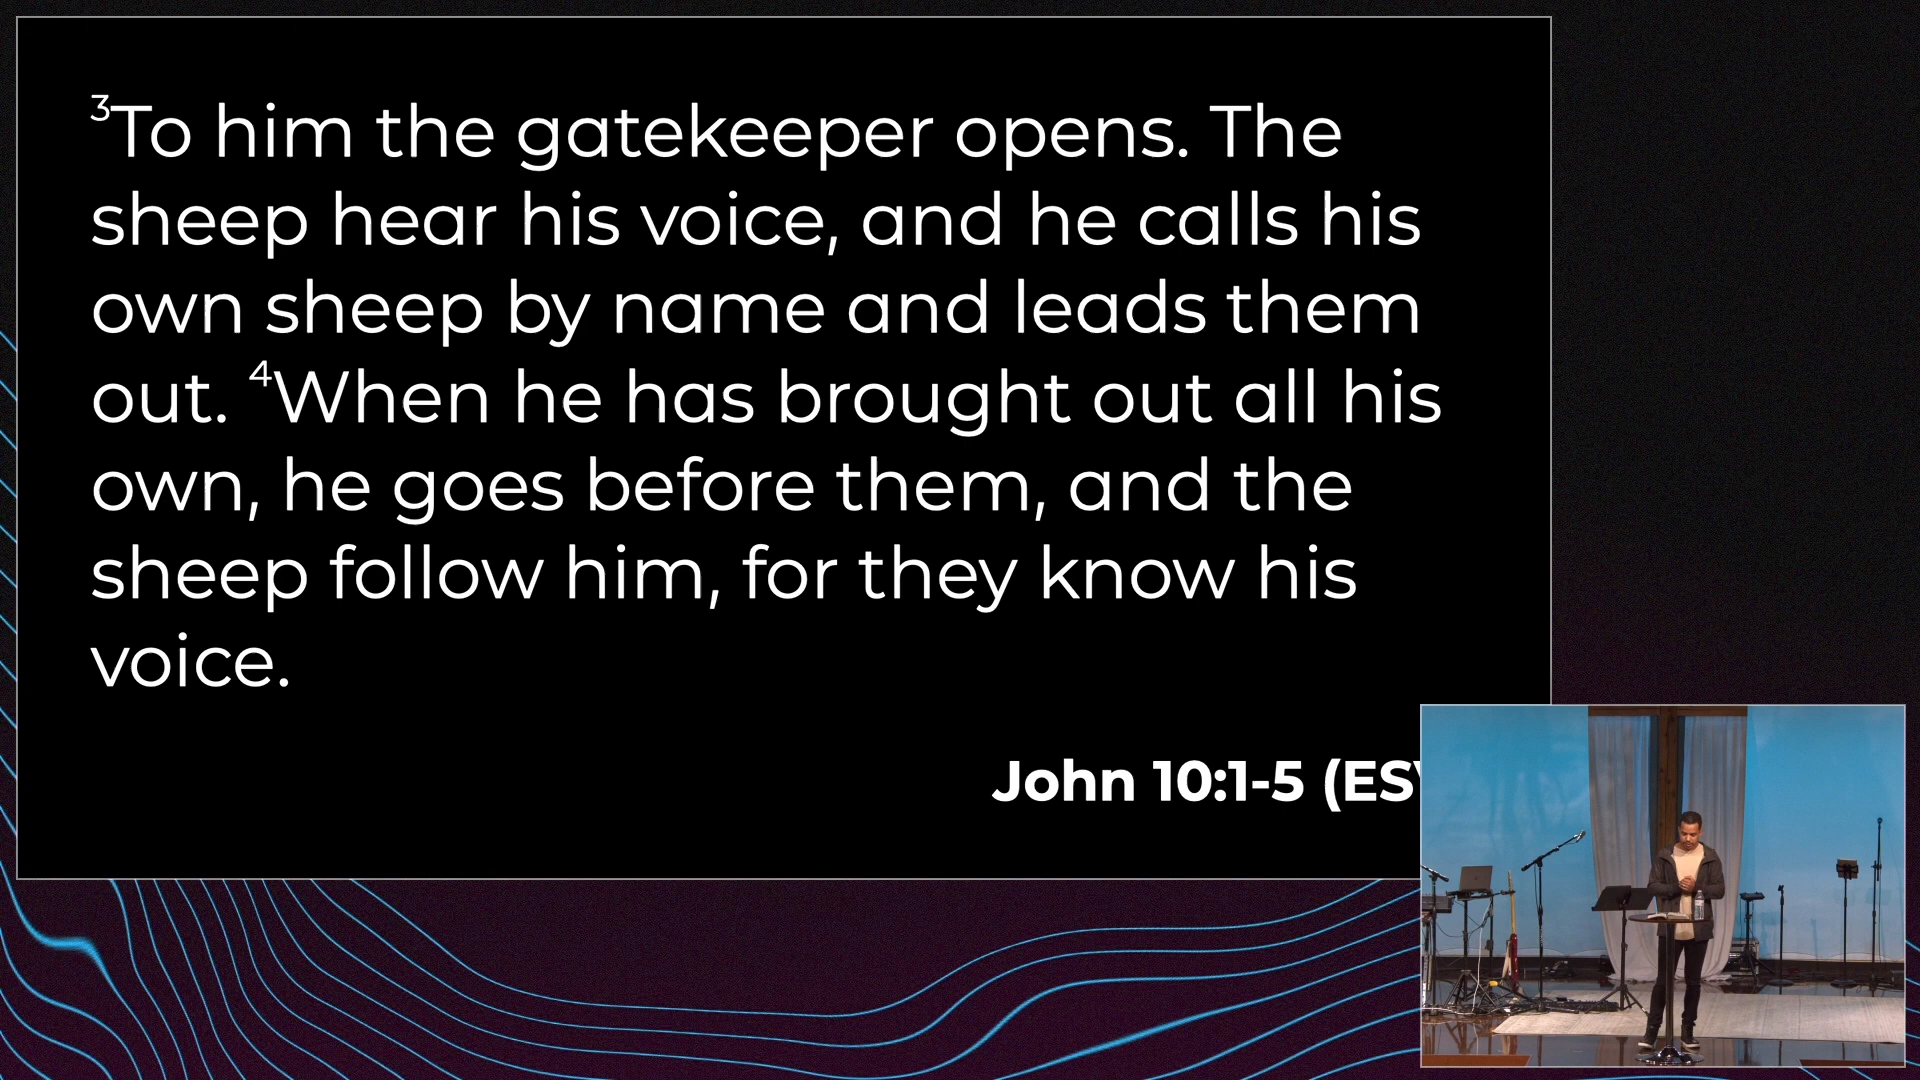 ³To him the gatekeeper opens. The
sheep hear his voice, and he calls his
own sheep by name and leads them
out. ⁴When he has brought out all his
own, he goes before them, and the
sheep follow him, for they know his
voice.
John 10:1-5 (ES